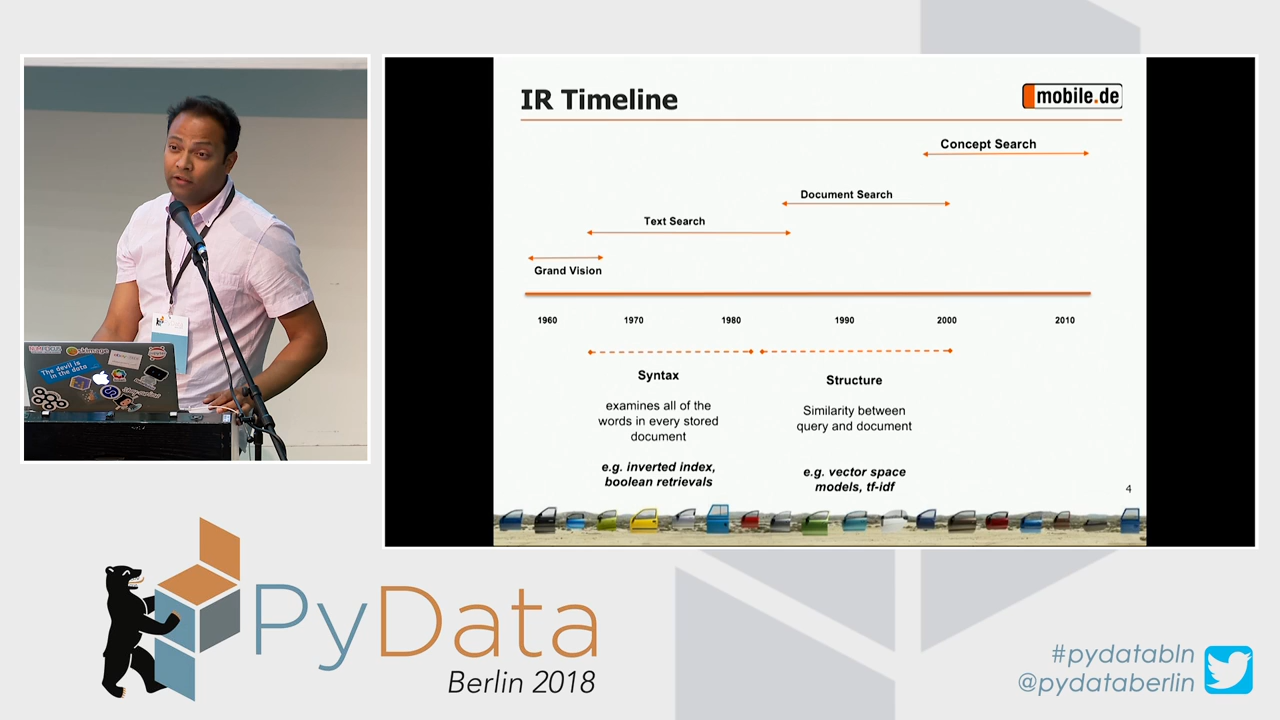 IR Timeline
mobile.de
Concept Search
Document Search
Text Search
Grand Vision
1960
1970
1980
1990
2000
2010
Syntax
examines all of the
words in every stored
document
e.g. inverted index,
boolean retrievals
Structure
Similarity between
query and document
e.g. vector space
models, tf-idf
4
The devil is
in the data
PyData
Berlin 2018
#pydatabln
@pydataberlin